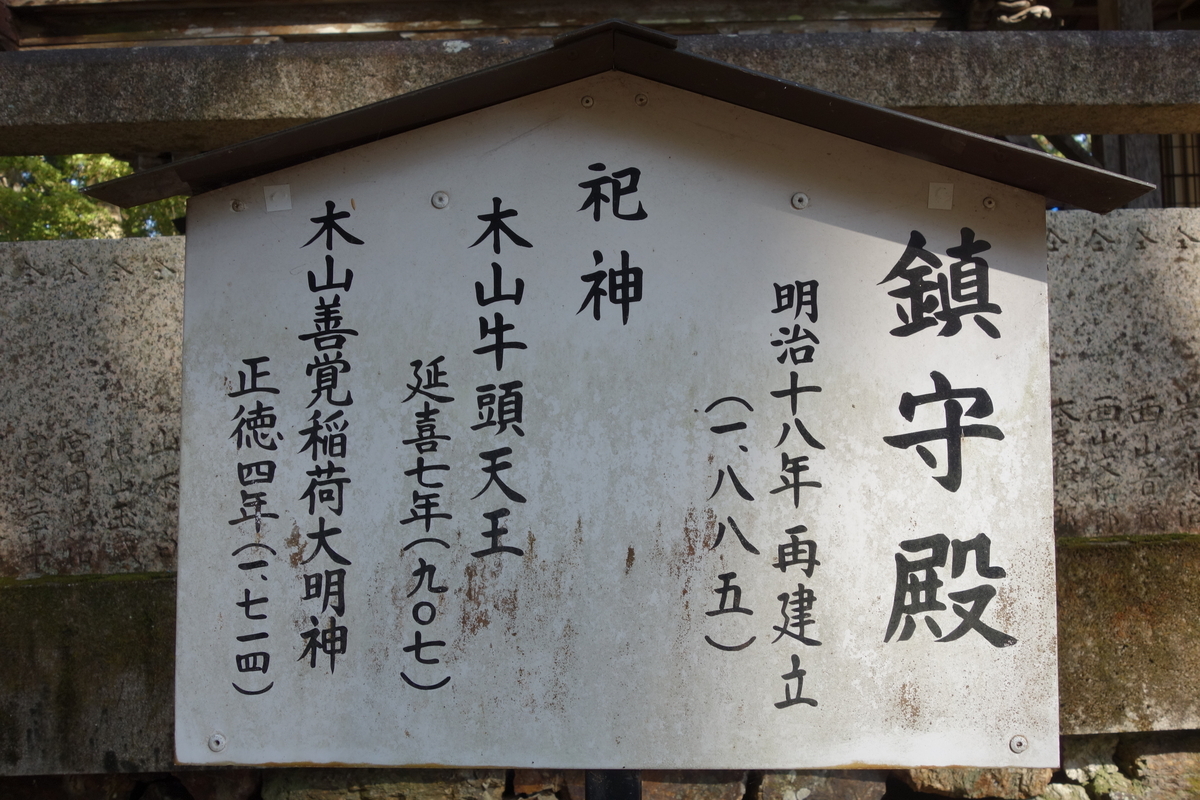 鎮守殿
明治十八年再建立
（一、八八五）
祀神
木山牛頭天王
延喜七年（九〇七）
木山善覚稲荷大明神
正徳四年（一、七一四）